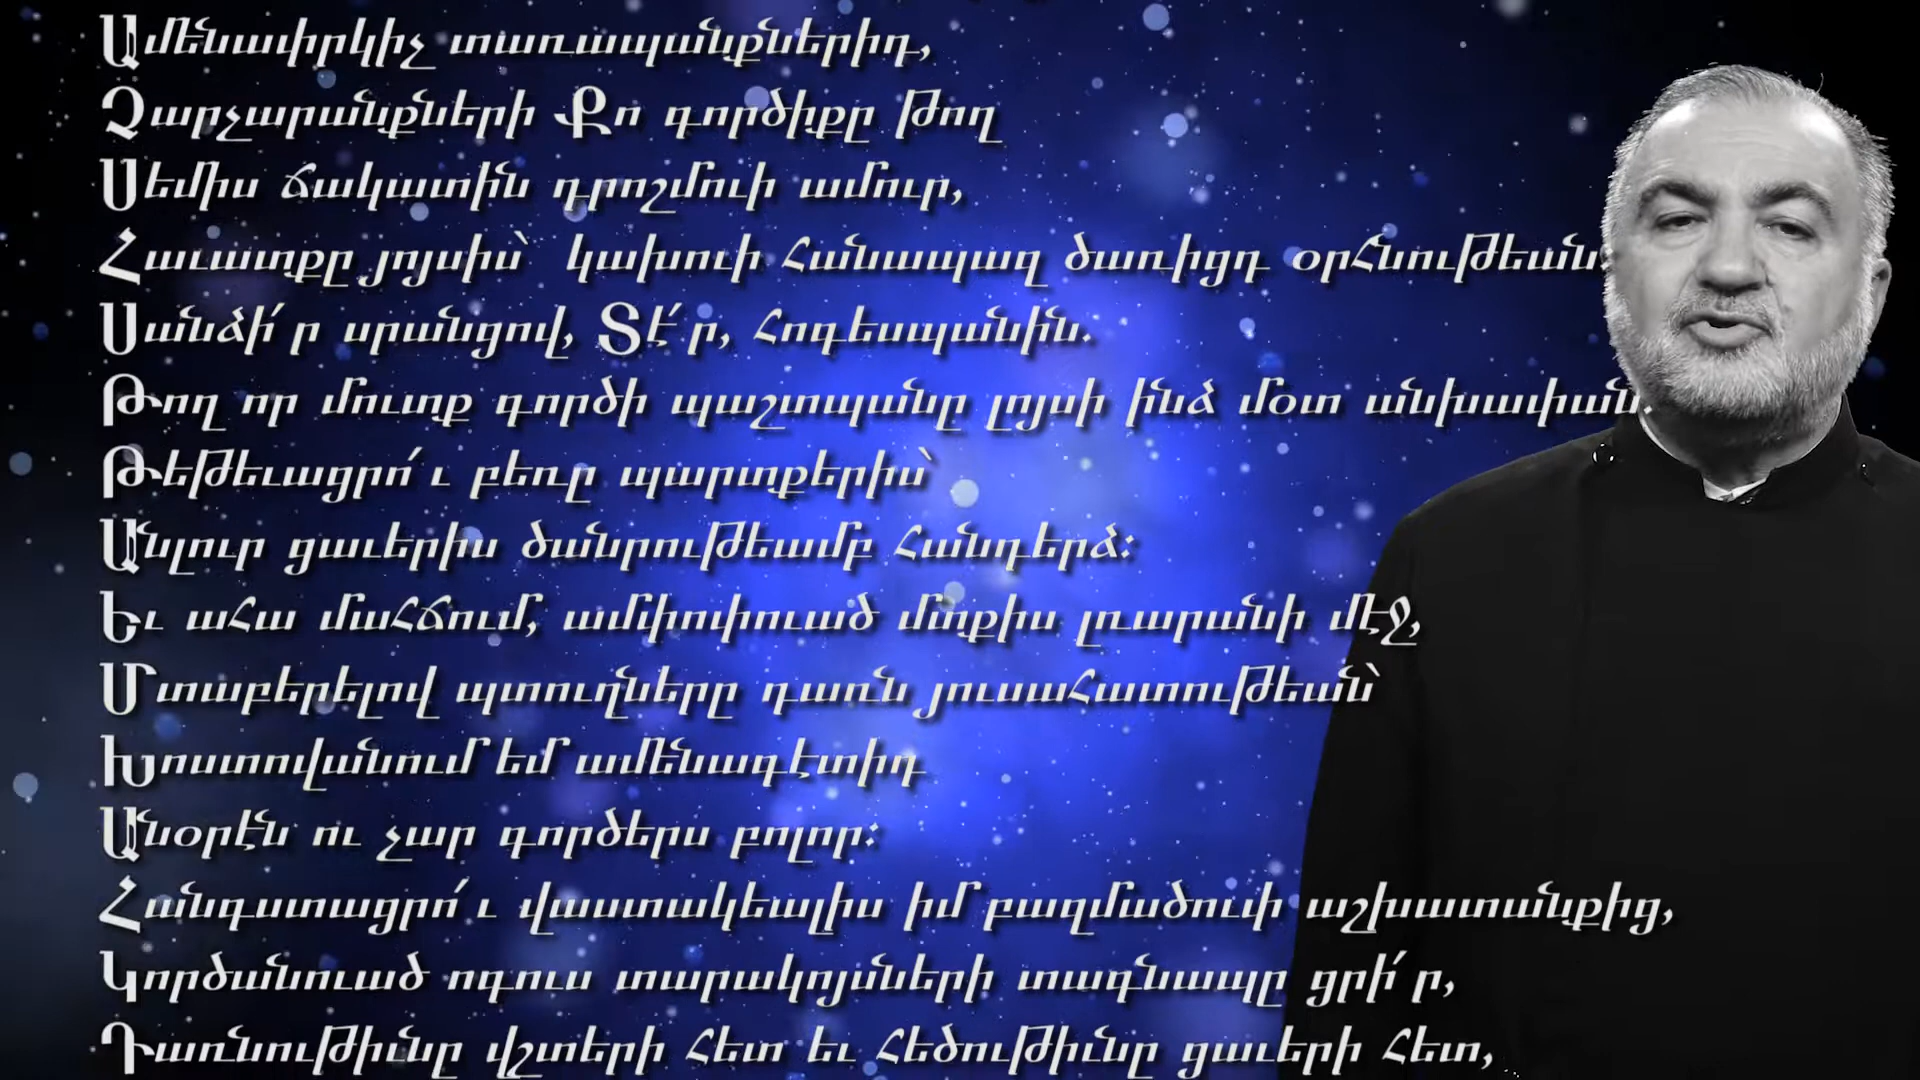 Ամենափրկիչ տառապանքներիդ,
Չարչարանքների Քո գործիքը թող
Սեմիս ճակատին դրոշմուի ամուր,
Հաւատքը յոյսիս՝ կախուի հանապազ ծառիցդ օրհնութեան:
Սանձի՛ր սրանցով, Տէ՛ր, հոգեսպանին.
Թող որ մուտք գործի պաշտպանը լոյսի ինձ մօտ անխափան.
Թեթեւացրո՛ւ բեռը պարտքերիս՝
Անլուր ցաւերիս ծանրութեամբ հանդերձ:
Եւ ահա մահճում, ամփոփուած մտքիս լռարանի մէջ,
Մտաբերելով պտուղները դառն յուսահատութեան՝
Խոստովանում եմ ամենագէտիդ
Անօրէն ու չար գործերս բոլոր:
Հանգստացրո՛ւ վաստակեալիս իմ բազմածուփ աշխատանքից,
Կործանուած ոգուս տարակոյսների տագնապը ցրի՛ր,
Դառնութիւնը վշտերի հետ եւ հեծութիւնը ցաւերի հետ,